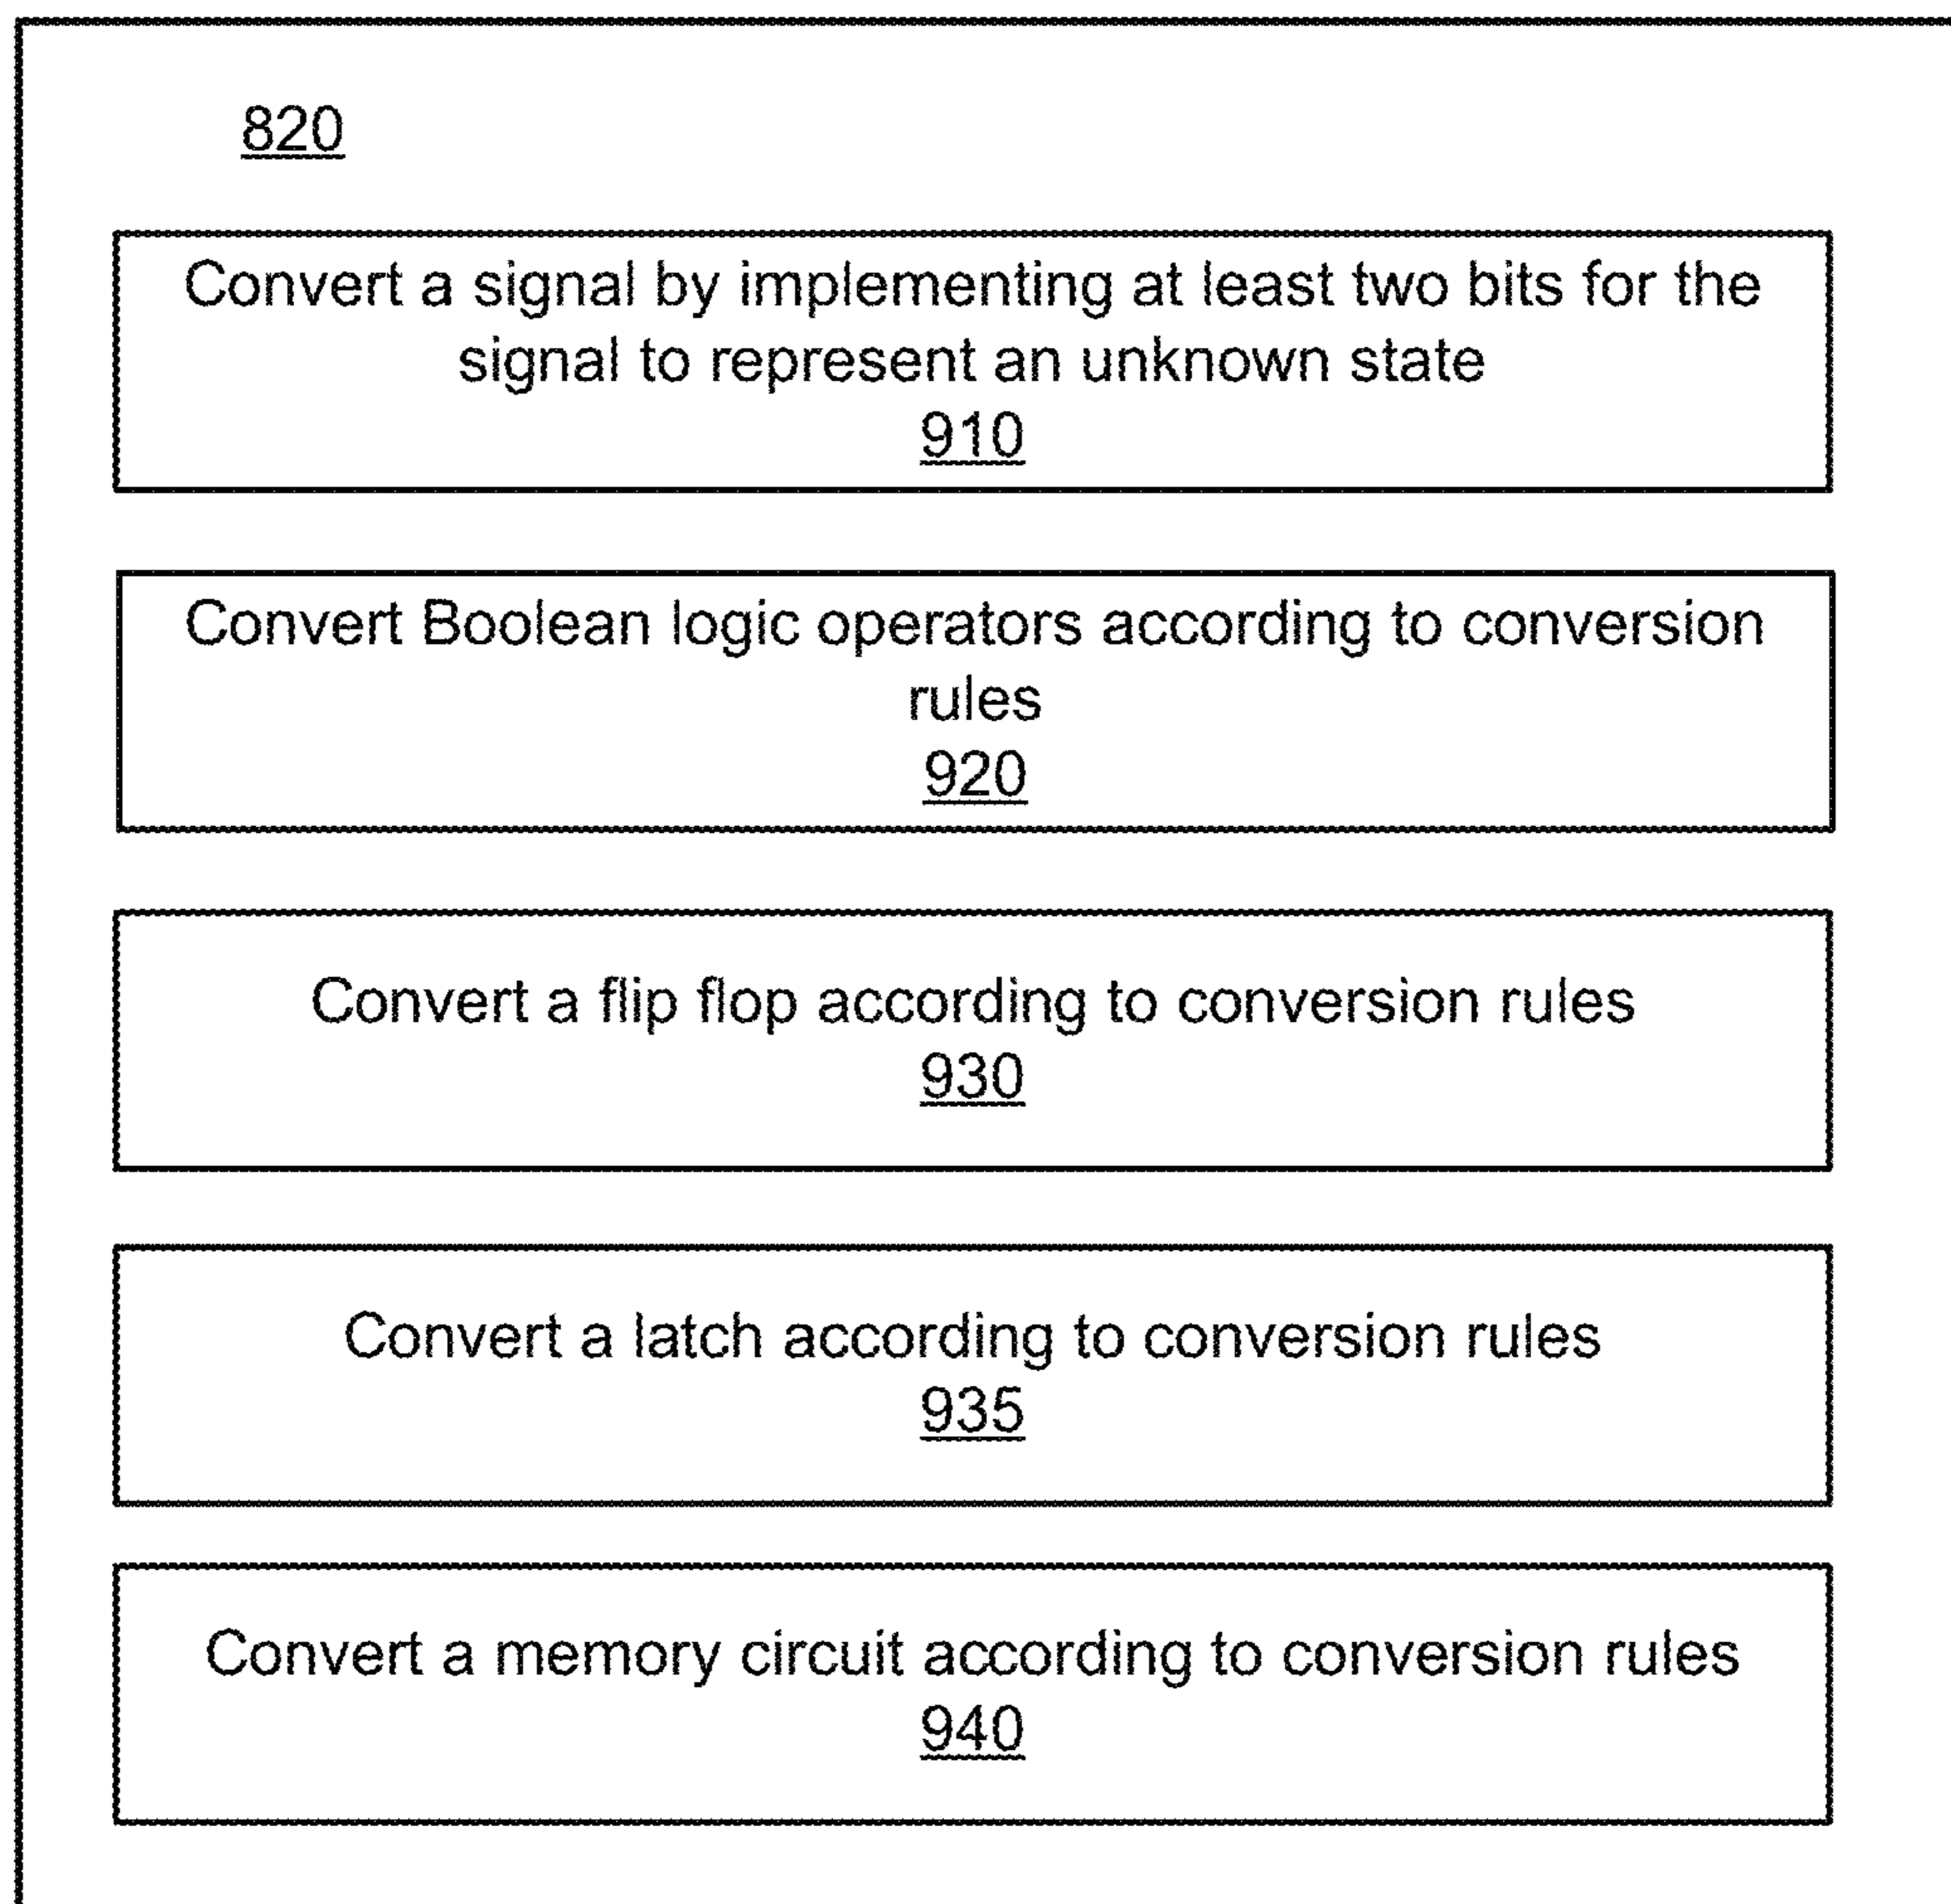 820
Convert a signal by implementing at least two bits for the
signal to represent an unknown state
910
Convert Boolean logic operators according to conversion
rules
920
Convert a flip flop according to conversion rules
930
Convert a latch according to conversion rules
935
Convert a memory circuit according to conversion rules
940